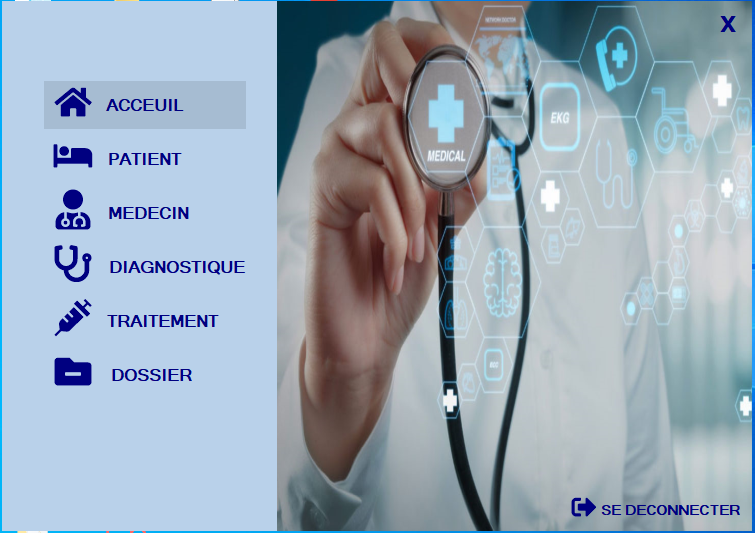 X
ACCEUIL
PATIENT
MEDECIN
DIAGNOSTIQUE
TRAITEMENT
DOSSIER
EKG
MEDICAL
SE DECONNECTER